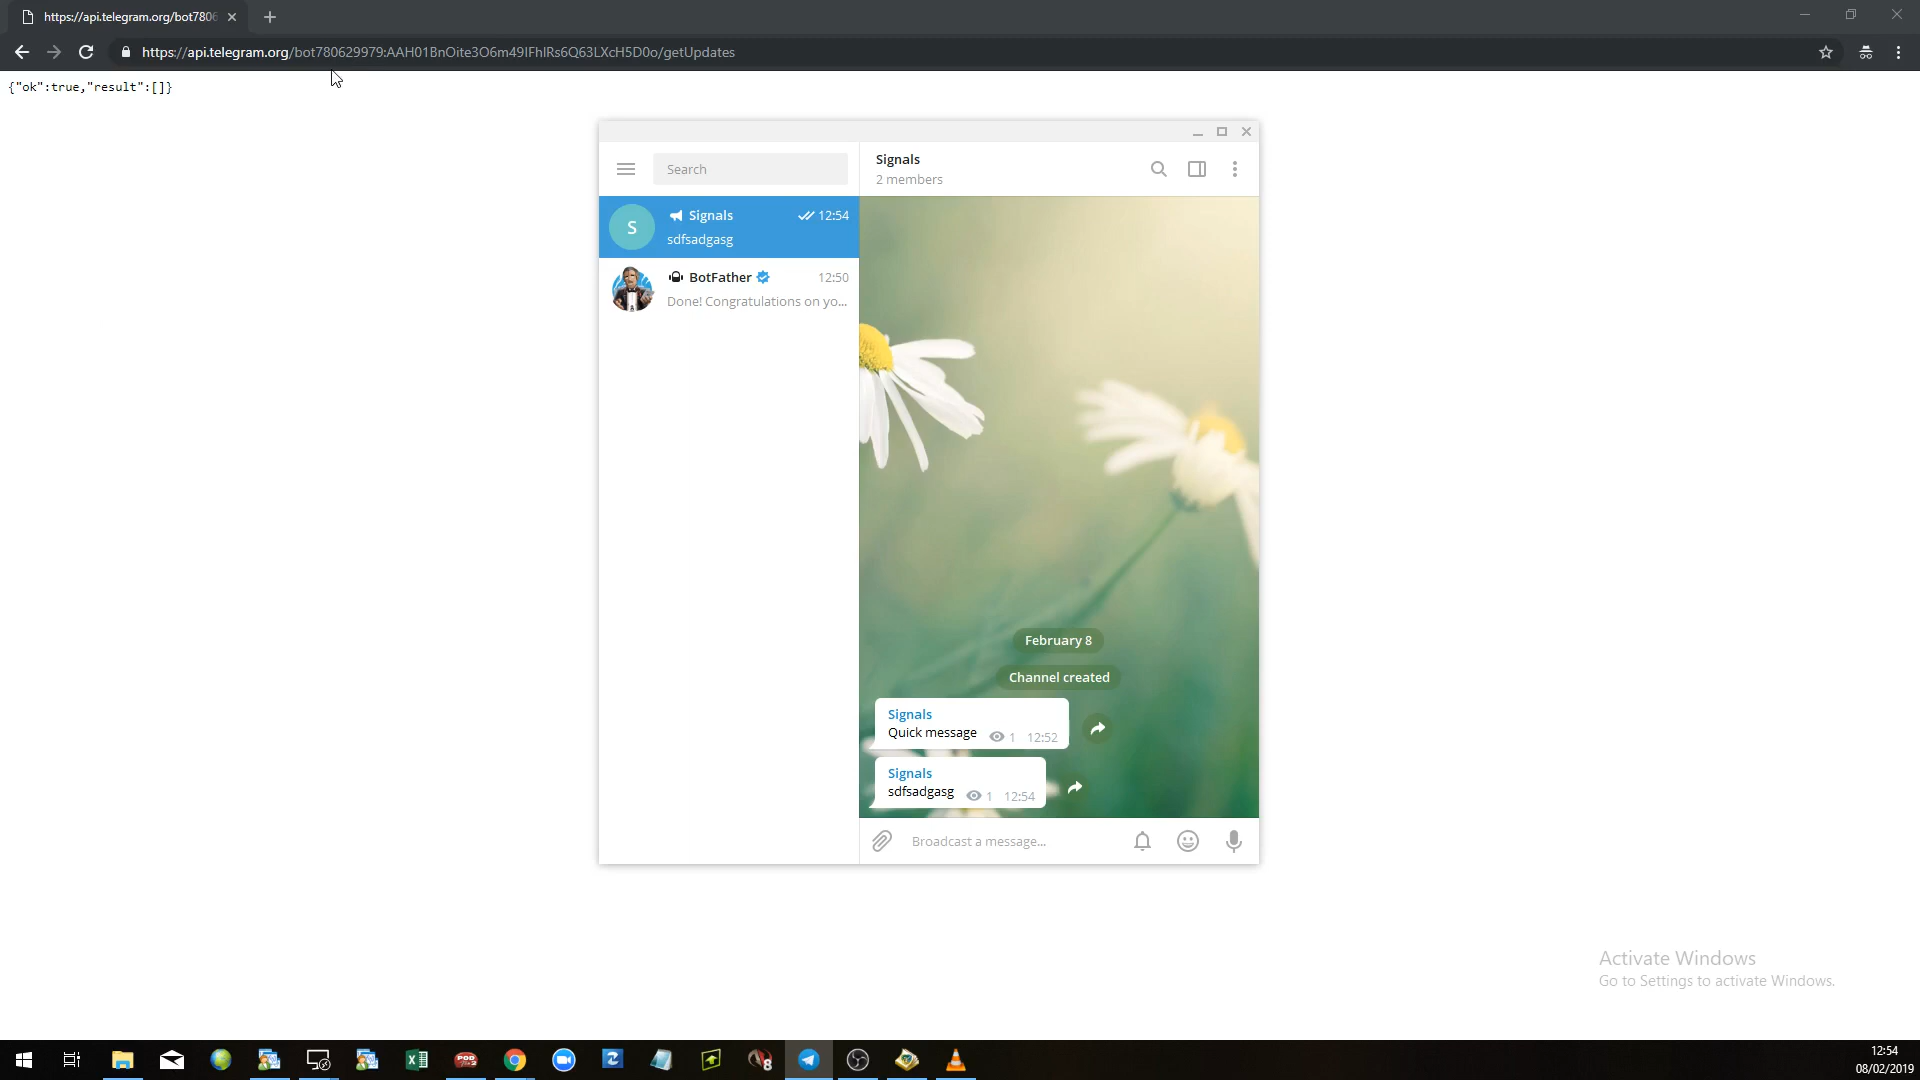 https://api.telegram.org/bot7806
https://api.telegram.org/bot780629979:AAH01BnOite3O6m49IFhIRs6Q63LXcH5D0o/getUpdates
{"ok":true,"result":[]}
Search
Signals
2 members
S
Signals
12:54
sdfsadgasg
BotFather
12:50
Done! Congratulations on yo...
February 8
Channel created
Signals
Quick message 1 12:52
Signals
sdfsadgasg 1 12:54
Broadcast a message...
Activate Windows
Go to Settings to activate Windows.
12:54
08/02/2019